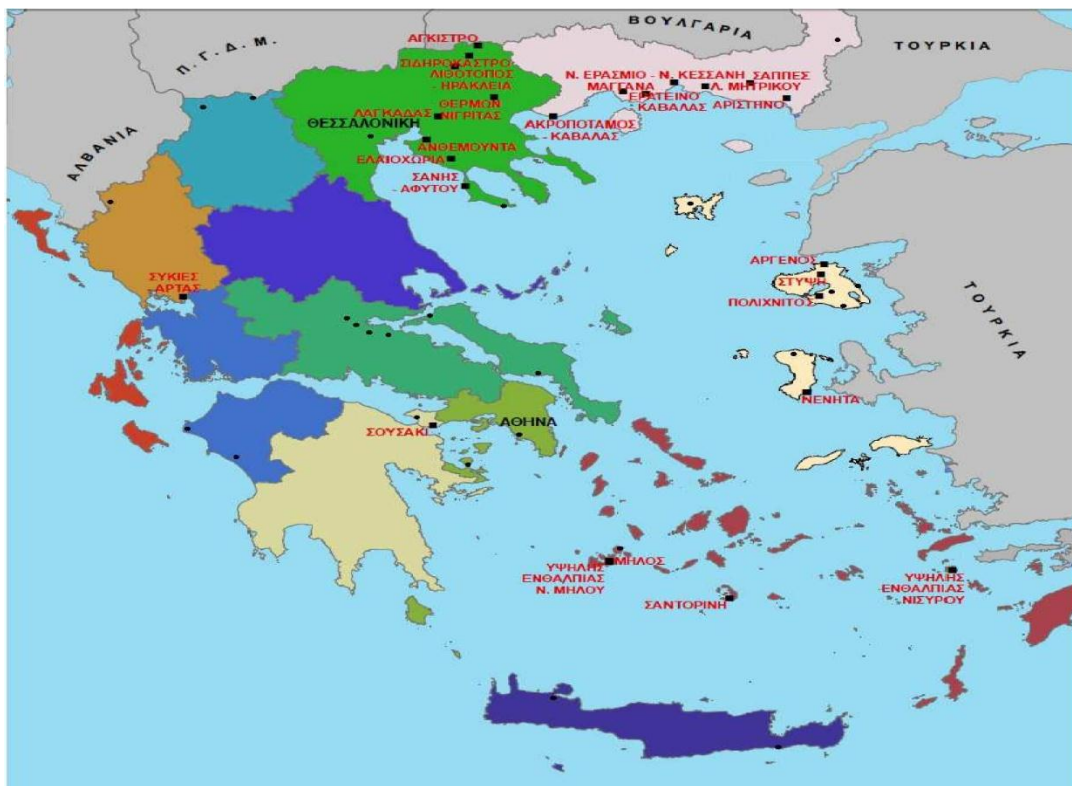 ΒΟΥΛΓΑΡΙΑ
Π. Γ. Δ. Μ.
ΤΟΥΡΚΙΑ
ΑΛΒΑΝΙΑ
ΑΓΚΙΣΤΡΟ
ΣΙΔΗΡΟΚΑΣΤΡΟ
ΛΙΘΟΤΟΠΟΣ
- ΗΡΑΚΛΕΙΑ
ΘΕΡΜΩΝ
ΝΙΓΡΙΤΑΣ
ΛΑΓΚΑΔΑΣ
ΘΕΣΣΑΛΟΝΙΚΗ
ΑΝΘΕΜΟΥΝΤΑ
ΕΛΑΙΟΧΩΡΙΑ
ΣΑΝΗΣ
- ΑΦΥΤΟΥ
Ν. ΕΡΑΣΜΙΟ -
ΜΑΓΓΑΝΑ
Ν. ΚΕΣΣΑΝΗ
ΣΑΠΠΕΣ
Λ. ΜΗΤΡΙΚΟΥ
ΕΡΑΤΕΙΝΟ
ΚΑΒΑΛΑΣ
ΑΡΙΣΤΗΝΟ
ΑΚΡΟΠΟΤΑΜΟΣ
- ΚΑΒΑΛΑΣ
ΑΡΓΕΝΟΣ
ΣΤΥΨΗ
ΠΟΛΙΧΝΙΤΟΣ
ΤΟΥΡΚΙΑ
ΣΥΚΙΕΣ
ΑΡΤΑΣ
ΝΕΝΗΤΑ
ΣΟΥΣΑΚΙ
ΑΘΗΝΑ
ΜΗΛΟΣ
ΥΨΗΛΗΣ
ΕΝΘΑΛΠΙΑΣ
Ν. ΜΗΛΟΥ
ΣΑΝΤΟΡΙΝΗ
ΥΨΗΛΗΣ
ΕΝΘΑΛΠΙΑΣ
ΝΙΣΥΡΟΥ